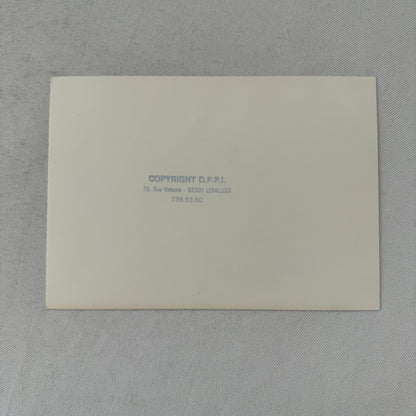 COPYRIGHT D.P.P.I.
75, Rue Voltaire - 92300 LEVALLOIS
739.93.60